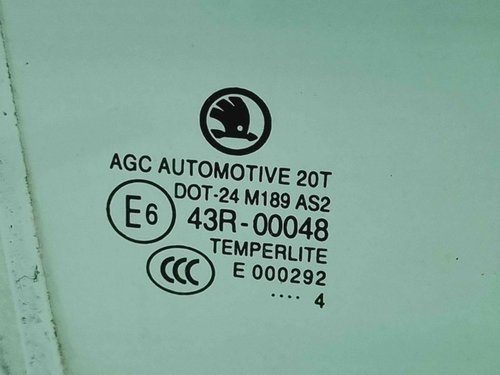 AGC AUTOMOTIVE 20T
DOT-24 M189 AS2
E6 43R-00048
TEMPERLITE
CCC E 000292
.... 4